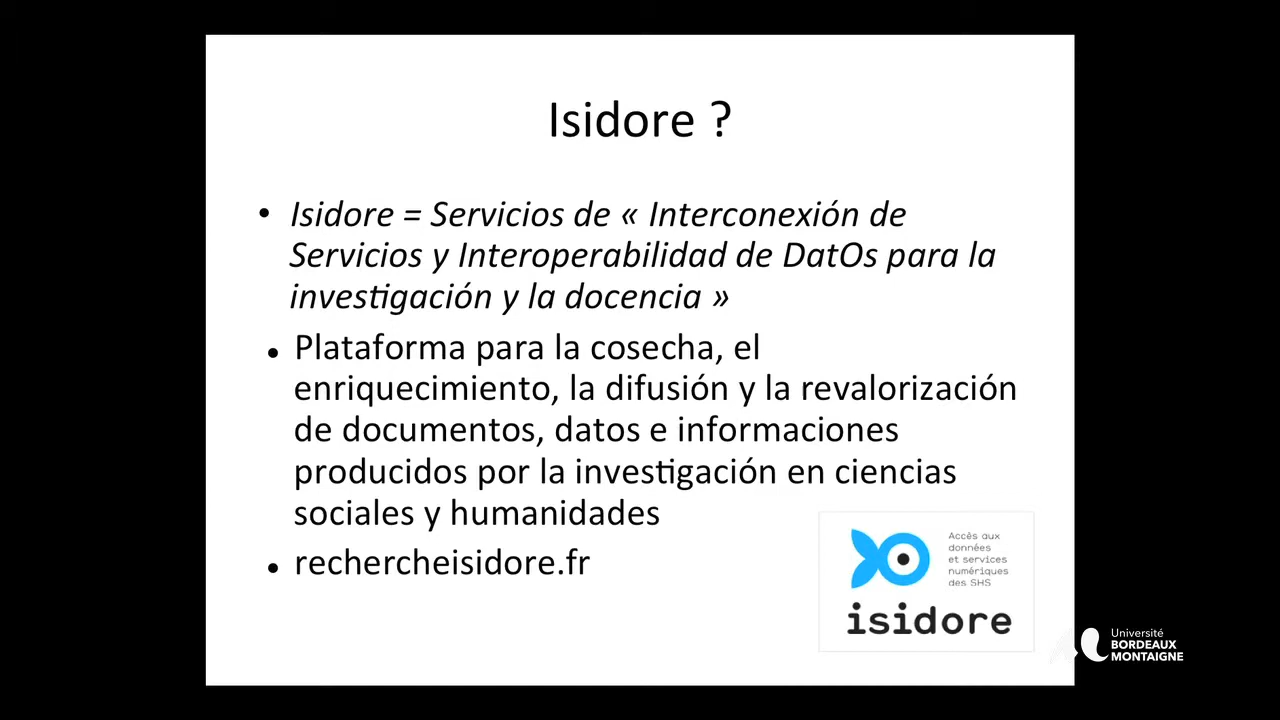 Isidore ?
• Isidore = Servicios de « Interconexión de
Servicios y Interoperabilidad de DatOs para la
investigación y la docencia »
• Plataforma para la cosecha, el
enriquecimiento, la difusión y la revalorización
de documentos, datos e informaciones
producidos por la investigación en ciencias
sociales y humanidades
• rechercheisidore.fr
Accès aux
données
et services
numériques
des SHS
isidore
Université
BORDEAUX
MONTAIGNE